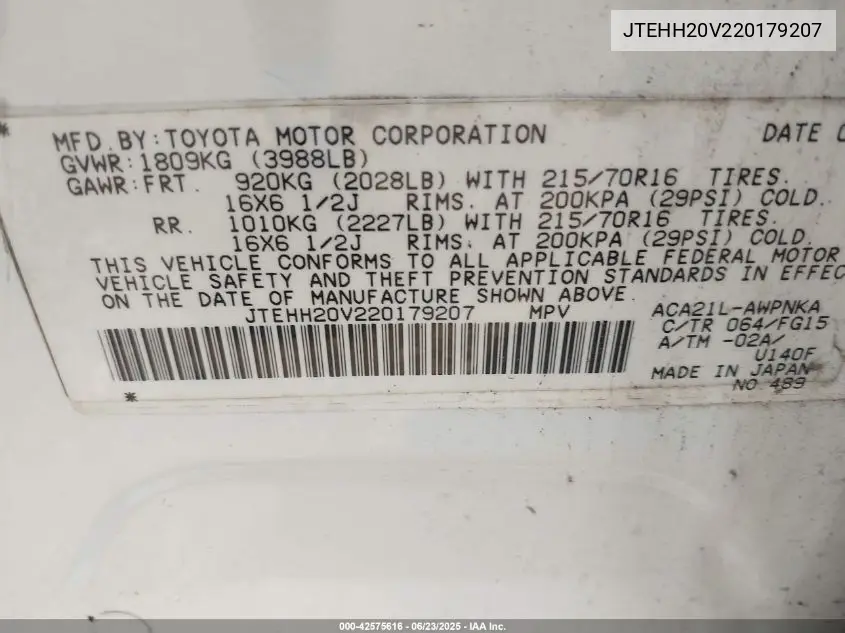 JTEHH20V220179207
MFD.BY:TOYOTA MOTOR CORPORATION DATE
GVWR:1809KG (3988LB)
GAWR:FRT. 920KG (2028LB) WITH 215/70R16 TIRES.
16X6 1/2J RIMS. AT 200KPA (29PSI) COLD.
RR. 1010KG (2227LB) WITH 215/70R16 TIRES.
16X6 1/2J RIMS. AT 200KPA (29PSI) COLD.
THIS VEHICLE CONFORMS TO ALL APPLICABLE FEDERAL MOTOR
VEHICLE SAFETY AND THEFT PREVENTION STANDARDS IN EFFEC
ON THE DATE OF MANUFACTURE SHOWN ABOVE.
JTEHH20V220179207 MPV
ACA21L-AWPNKA
C/TR 064/FG15
A/TM -02A/
U140F
MADE IN JAPAN
NO 489
000-42575616 - 06/23/2025 - IAA Inc.